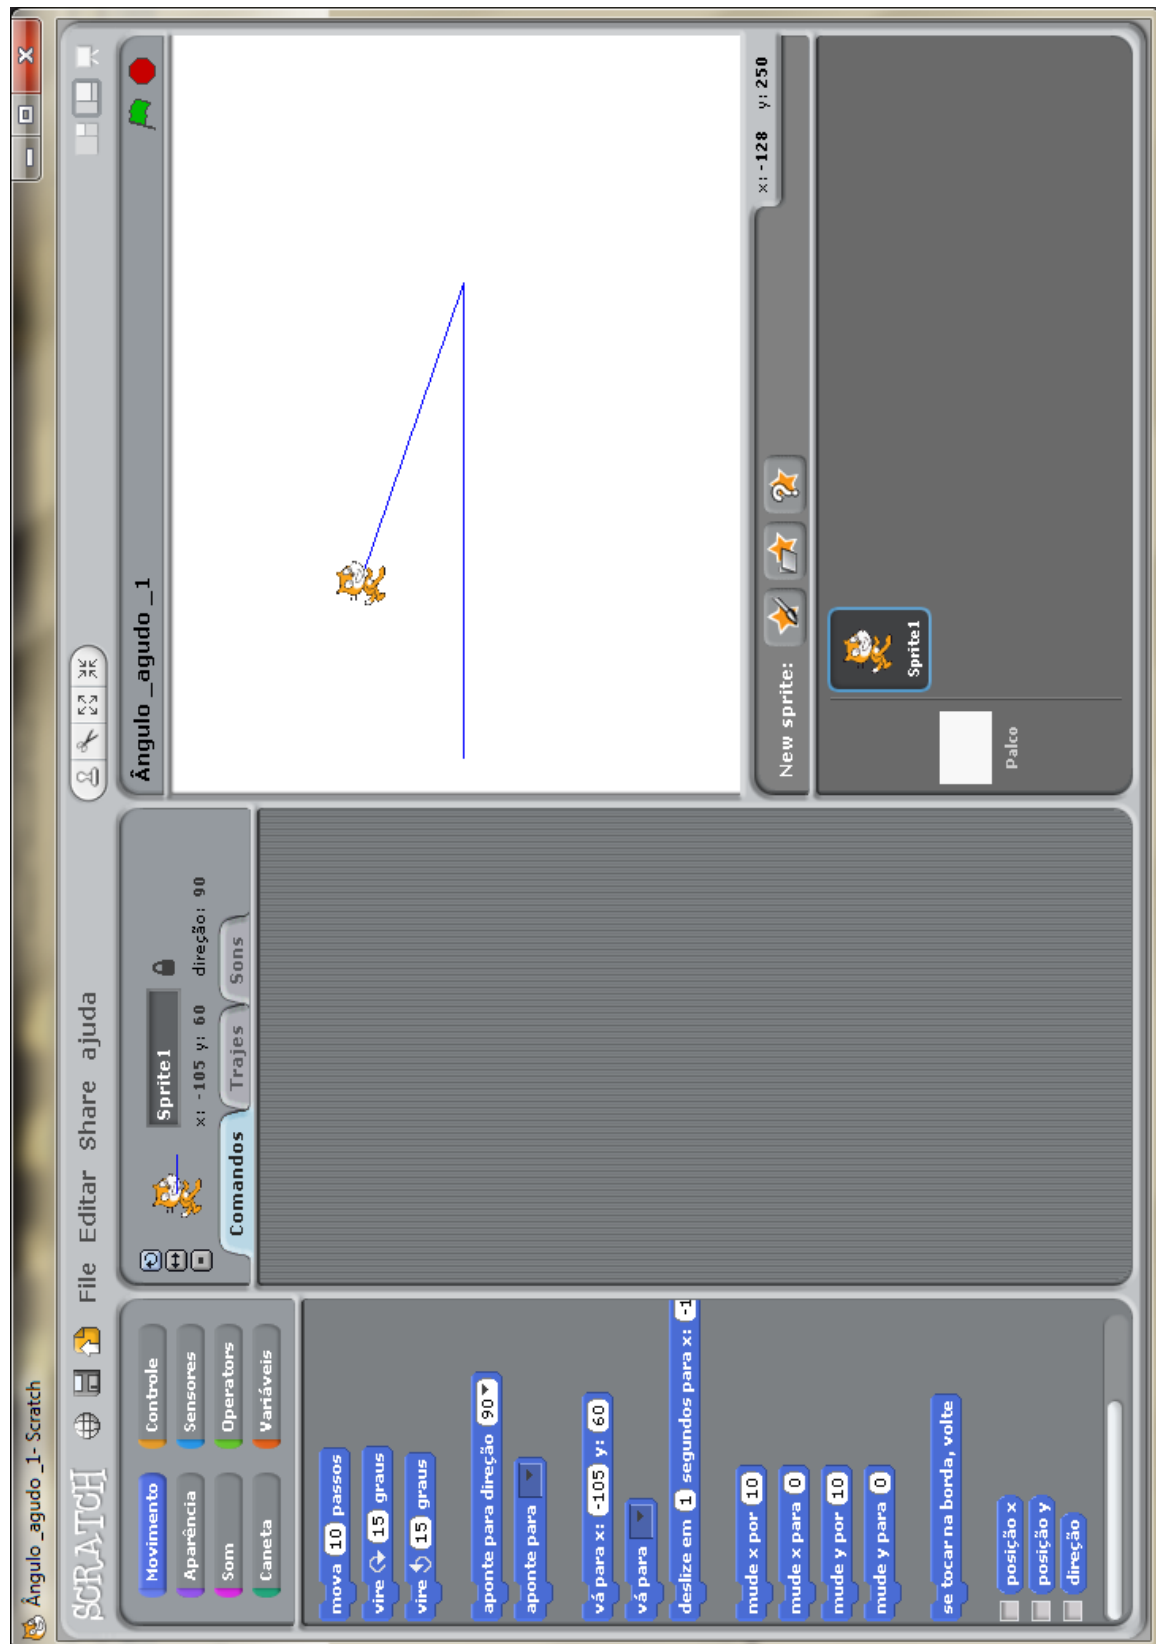 Ângulo _agudo _1- Scratch
SCRATCH
File Editar Share ajuda
Movimento
Controle
Aparência
Sensores
Som
Operators
Caneta
Variáveis
mova 10 passos
vire 15 graus
vire 15 graus
aponte para direção 90
aponte para
vá para x: -105 y: 60
vá para
deslize em 1 segundos para x: -1
mude x por 10
mude x para 0
mude y por 10
mude y para 0
se tocar na borda, volte
posição x
posição y
direção
Sprite1
x: -105 y: 60 direção: 90
Comandos
Trajes
Sons
Ângulo _agudo _1
x: -128 y: 250
New sprite:
Sprite1
Palco